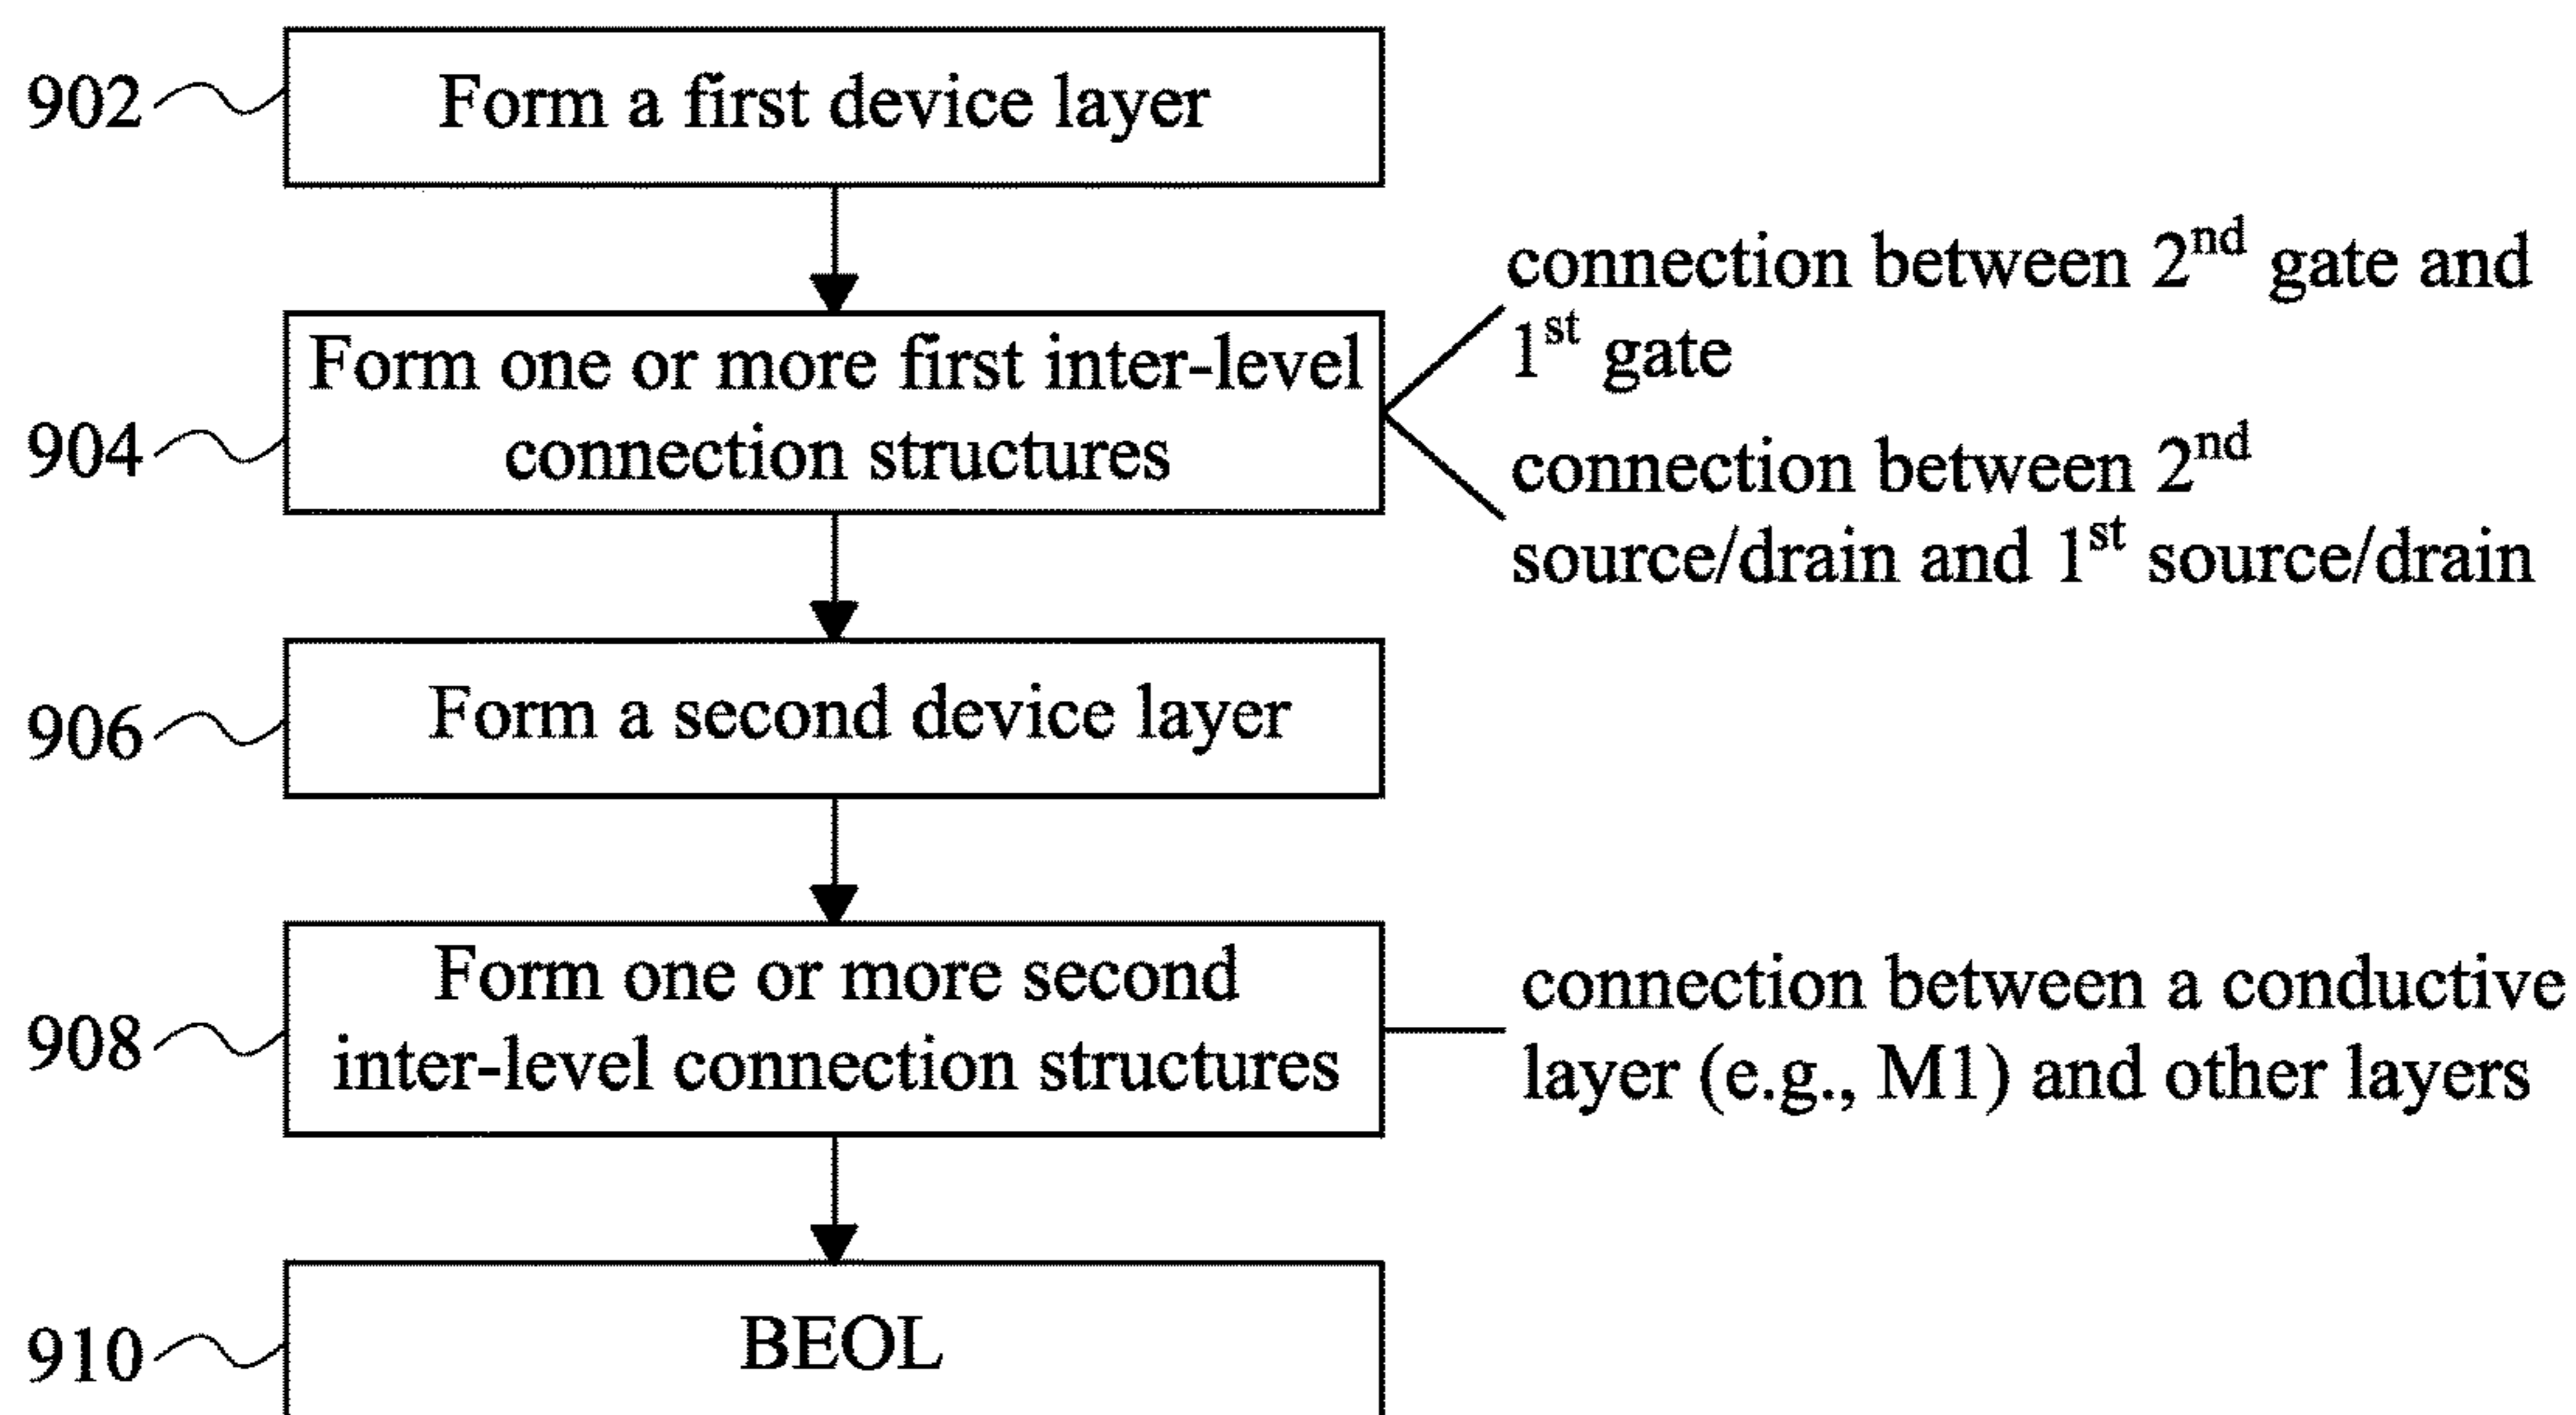 902
Form a first device layer
904
Form one or more first inter-level
connection structures
connection between 2nd gate and
1st gate
connection between 2nd
source/drain and 1st source/drain
906
Form a second device layer
908
Form one or more second
inter-level connection structures
connection between a conductive
layer (e.g., M1) and other layers
910
BEOL